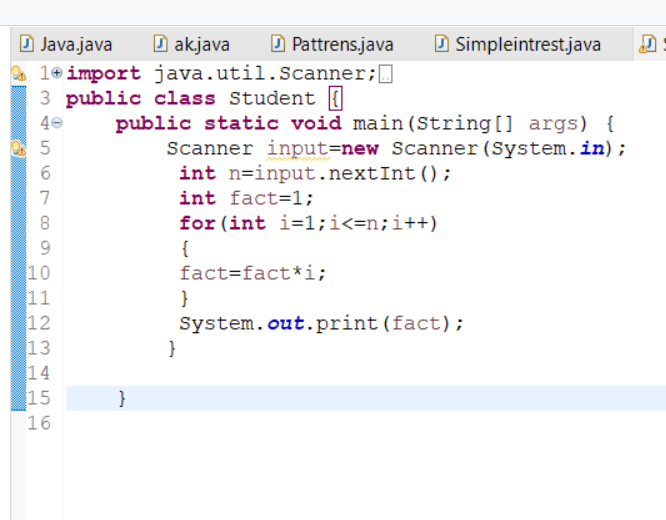 Java.java ak.java Pattrens.java Simpleintrest.java
1 import java.util.Scanner;
3 public class Student {
4 public static void main(String[] args) {
5 Scanner input=new Scanner(System.in);
6 int n=input.nextInt();
7 int fact=1;
8 for(int i=1;i<=n;i++)
9 {
10 fact=fact*i;
11 }
12 System.out.print(fact);
13 }
14
15 }
16